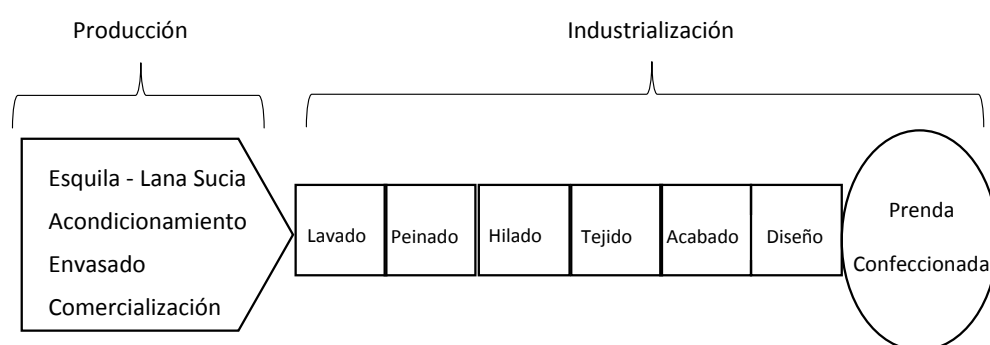 Producción
Industrialización
Esquila - Lana Sucia
Acondicionamiento
Envasado
Comercialización
Lavado
Peinado
Hilado
Tejido
Acabado
Diseño
Prenda
Confeccionada